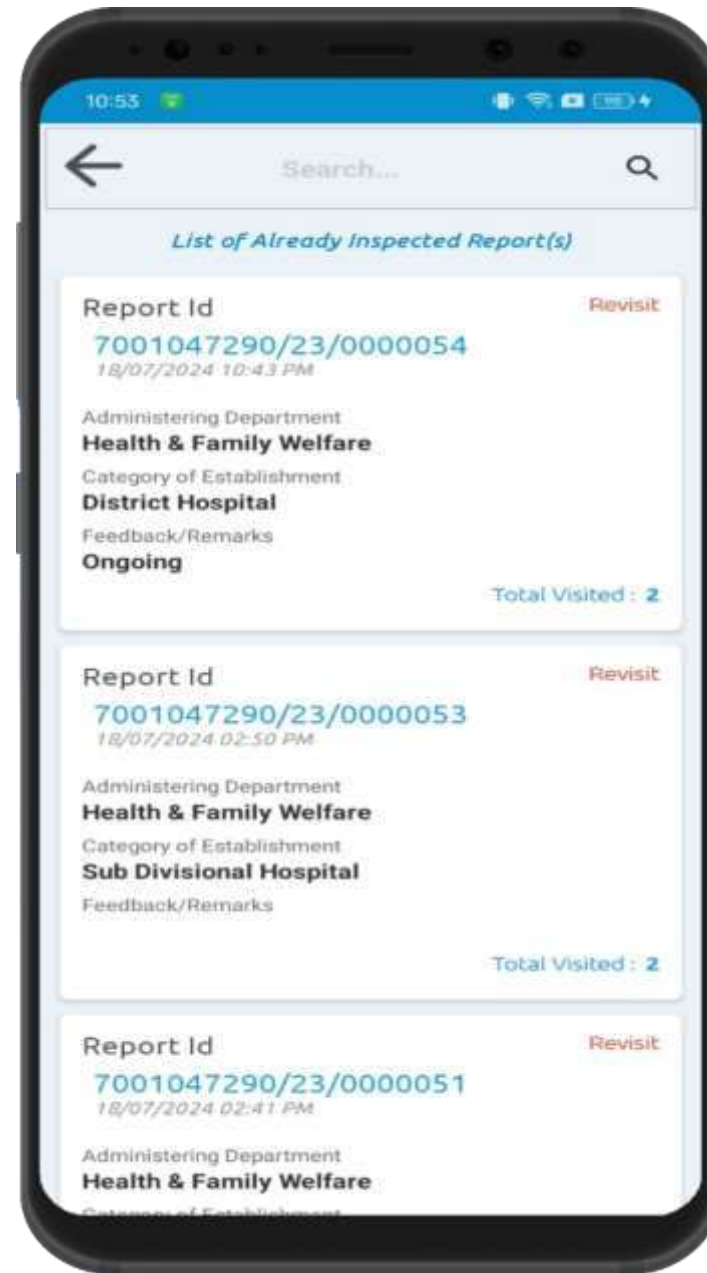 10:53
Search...
List of Already Inspected Report(s)
Report Id
Revisit
7001047290/23/0000054
18/07/2024 10:43 PM
Administering Department
Health & Family Welfare
Category of Establishment
District Hospital
Feedback/Remarks
Ongoing
Total Visited : 2
Report Id
Revisit
7001047290/23/0000053
18/07/2024 02:50 PM
Administering Department
Health & Family Welfare
Category of Establishment
Sub Divisional Hospital
Feedback/Remarks
Total Visited : 2
Report Id
Revisit
7001047290/23/0000051
18/07/2024 02:41 PM
Administering Department
Health & Family Welfare
Category of Establishment